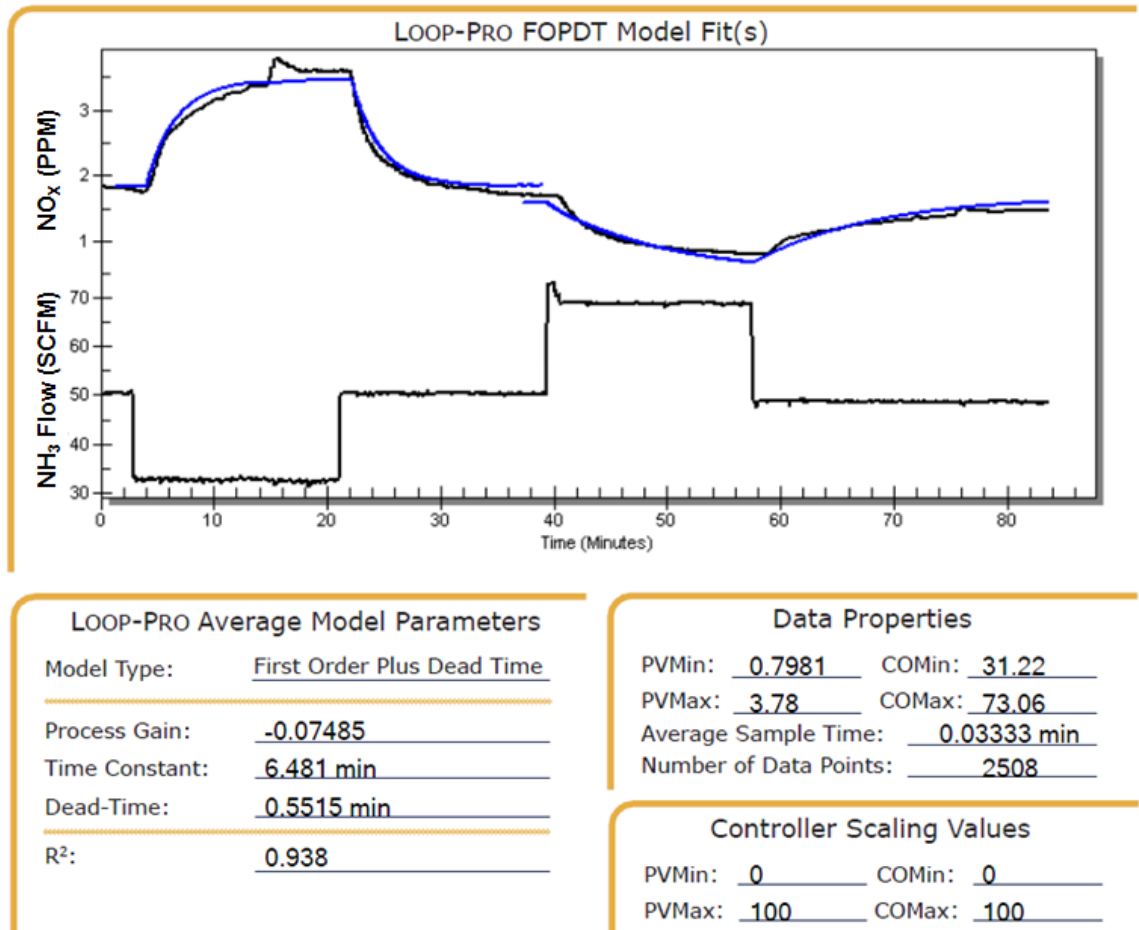 LOOP-PRO FOPDT Model Fit(s)
NOX (PPM)
3
2
1
NH3 Flow (SCFM)
70
60
50
40
30
0 10 20 30 40 50 60 70 80
Time (Minutes)
LOOP-PRO Average Model Parameters
Model Type: First Order Plus Dead Time
Process Gain: -0.07485
Time Constant: 6.481 min
Dead-Time: 0.5515 min
R²: 0.938
Data Properties
PVMin: 0.7981 COMin: 31.22
PVMax: 3.78 COMax: 73.06
Average Sample Time: 0.03333 min
Number of Data Points: 2508
Controller Scaling Values
PVMin: 0 COMin: 0
PVMax: 100 COMax: 100